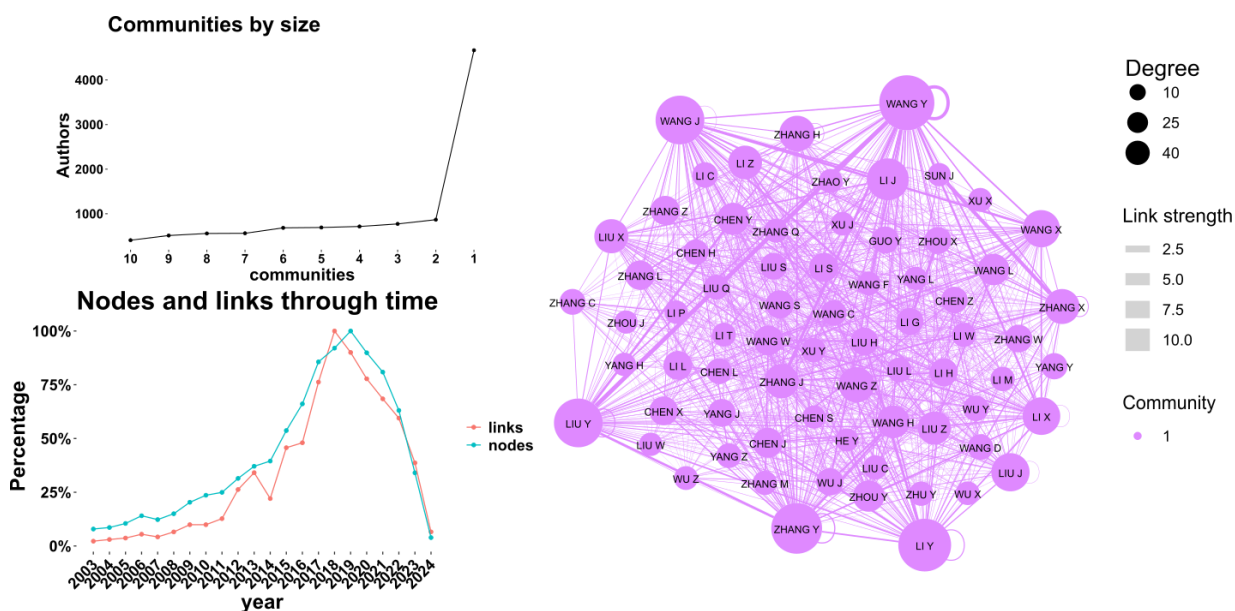 Communities by size
Authors
4000
3000
2000
1000
10 9 8 7 6 5 4 3 2 1
communities
Nodes and links through time
Percentage
100%
75%
50%
25%
0%
2003 2004 2005 2006 2007 2008 2009 2010 2011 2012 2013 2014 2015 2016 2017 2018 2019 2020 2021 2022 2023 2024
year
links
nodes
WANG Y
WANG J
ZHANG H
LI Z
LI C
ZHAO Y
LI J
SUN J
XU X
ZHANG Z
CHEN Y
ZHANG Q
XU J
GUO Y
ZHOU X
WANG X
LIU X
CHEN H
ZHANG L
LIU Q
LIU S
LI S
WANG F
YANG L
WANG L
CHEN Z
ZHANG X
ZHANG C
ZHOU J
LI P
WANG S
WANG C
LI G
LI T
WANG W
XU Y
LIU H
LI W
ZHANG W
YANG H
LI L
CHEN L
ZHANG J
WANG Z
LIU L
LI H
LI M
YANG Y
LIU Y
CHEN X
YANG J
CHEN S
WANG H
LIU Z
WU Y
LI X
LIU W
YANG Z
CHEN J
HE Y
WANG D
WU Z
ZHANG M
WU J
LIU C
ZHOU Y
ZHU Y
WU X
LIU J
ZHANG Y
LI Y
Degree
10
25
40
Link strength
2.5
5.0
7.5
10.0
Community
1